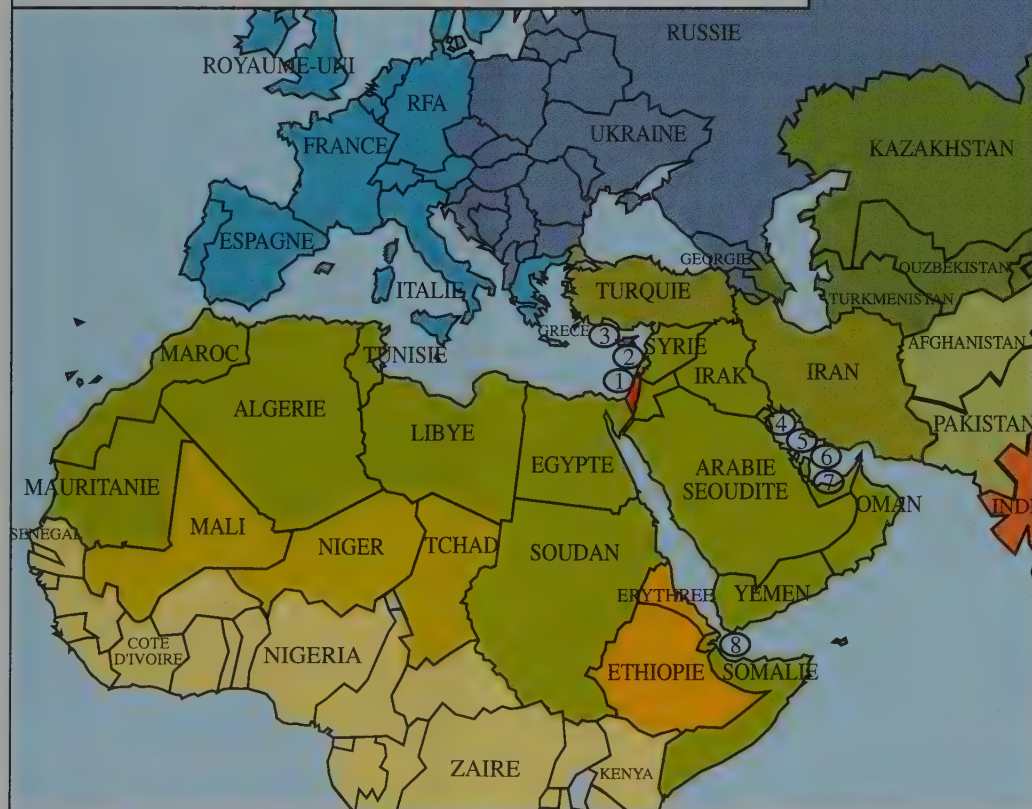 RUSSIE
ROYAUME-UNI
RFA
UKRAINE
FRANCE
KAZAKHSTAN
ESPAGNE
GEORGIE
OUZBÉKISTAN
ITALIE
TURQUIE
TURKMENISTAN
GRECE
3
AFGHANISTAN
MAROC
TUNISIE
2
SYRIE
IRAN
1
IRAK
ALGERIE
4
PAKISTAN
LIBYE
5
6
EGYPTE
ARABIE
SEOUDITE
7
MAURITANIE
OMAN
INDE
SENEGAL
MALI
NIGER
TCHAD
SOUDAN
ERYTHREE
YEMEN
COTE
D'IVOIRE
NIGERIA
8
ETHIOPIE
SOMALIE
ZAIRE
KENYA